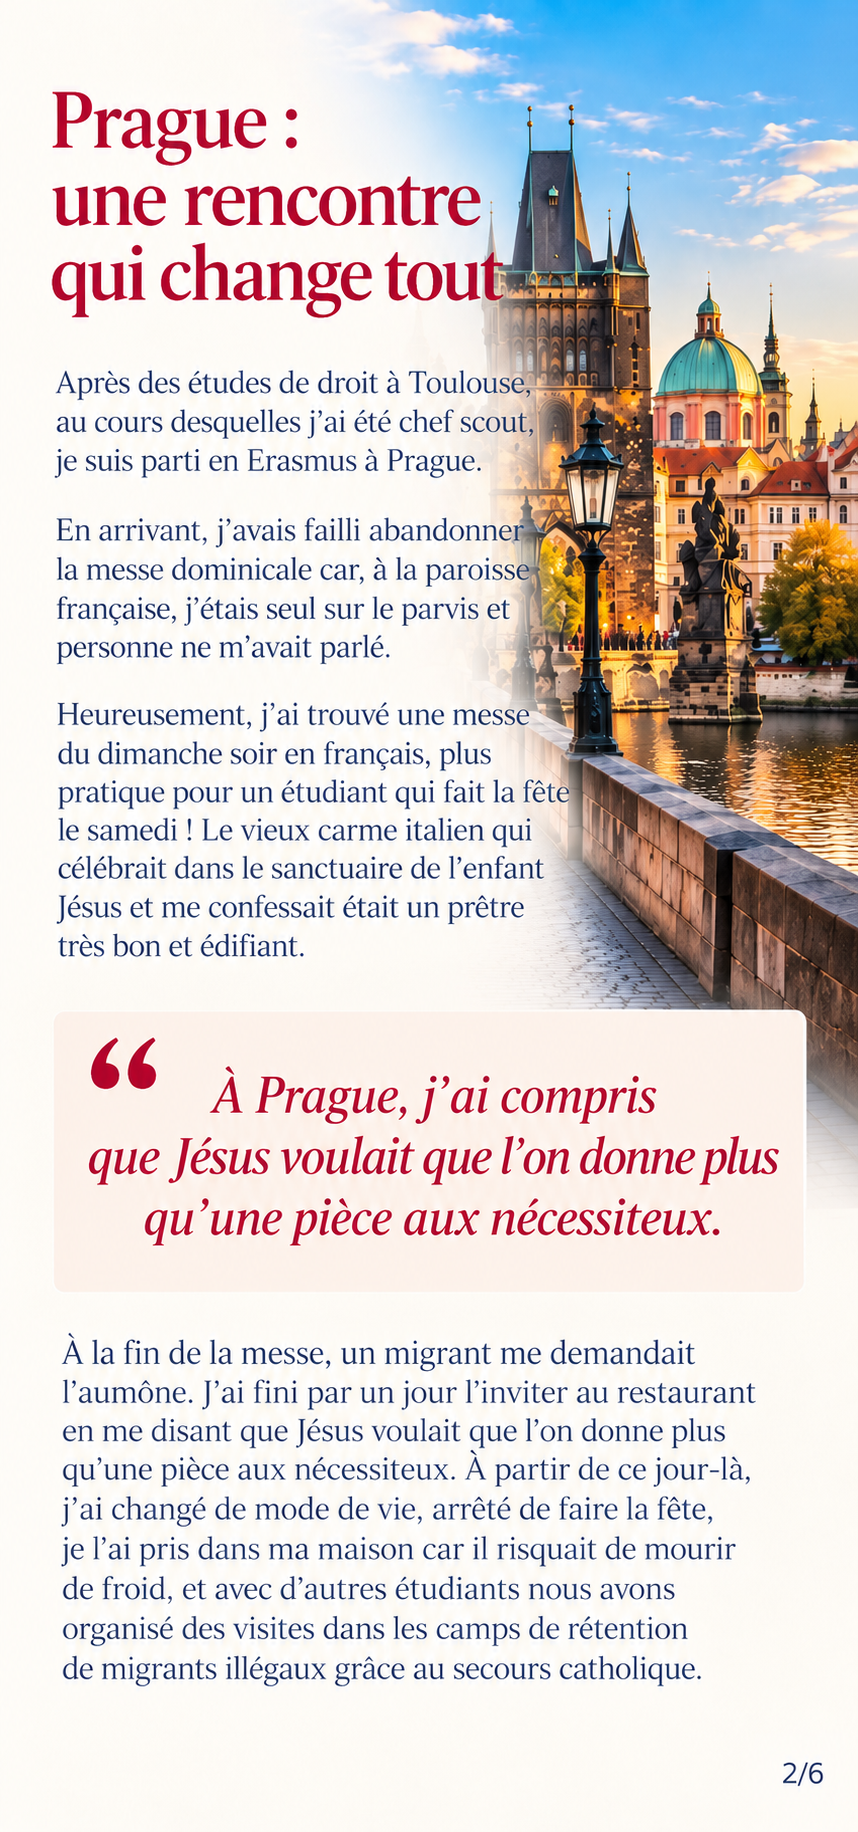 Prague :
une rencontre
qui change tout
Après des études de droit à Toulouse,
au cours desquelles j’ai été chef scout,
je suis parti en Erasmus à Prague.
En arrivant, j’avais failli abandonner
la messe dominicale car, à la paroisse
française, j’étais seul sur le parvis et
personne ne m’avait parlé.
Heureusement, j’ai trouvé une messe
du dimanche soir en français, plus
pratique pour un étudiant qui fait la fête
le samedi ! Le vieux carme italien qui
célébrait dans le sanctuaire de l’enfant
Jésus et me confessait était un prêtre
très bon et édifiant.
“
À Prague, j’ai compris
que Jésus voulait que l’on donne plus
qu’une pièce aux nécessiteux.
À la fin de la messe, un migrant me demandait
l’aumône. J’ai fini par un jour l’inviter au restaurant
en me disant que Jésus voulait que l’on donne plus
qu’une pièce aux nécessiteux. À partir de ce jour-là,
j’ai changé de mode de vie, arrêté de faire la fête,
je l’ai pris dans ma maison car il risquait de mourir
de froid, et avec d’autres étudiants nous avons
organisé des visites dans les camps de rétention
de migrants illégaux grâce au secours catholique.
2/6